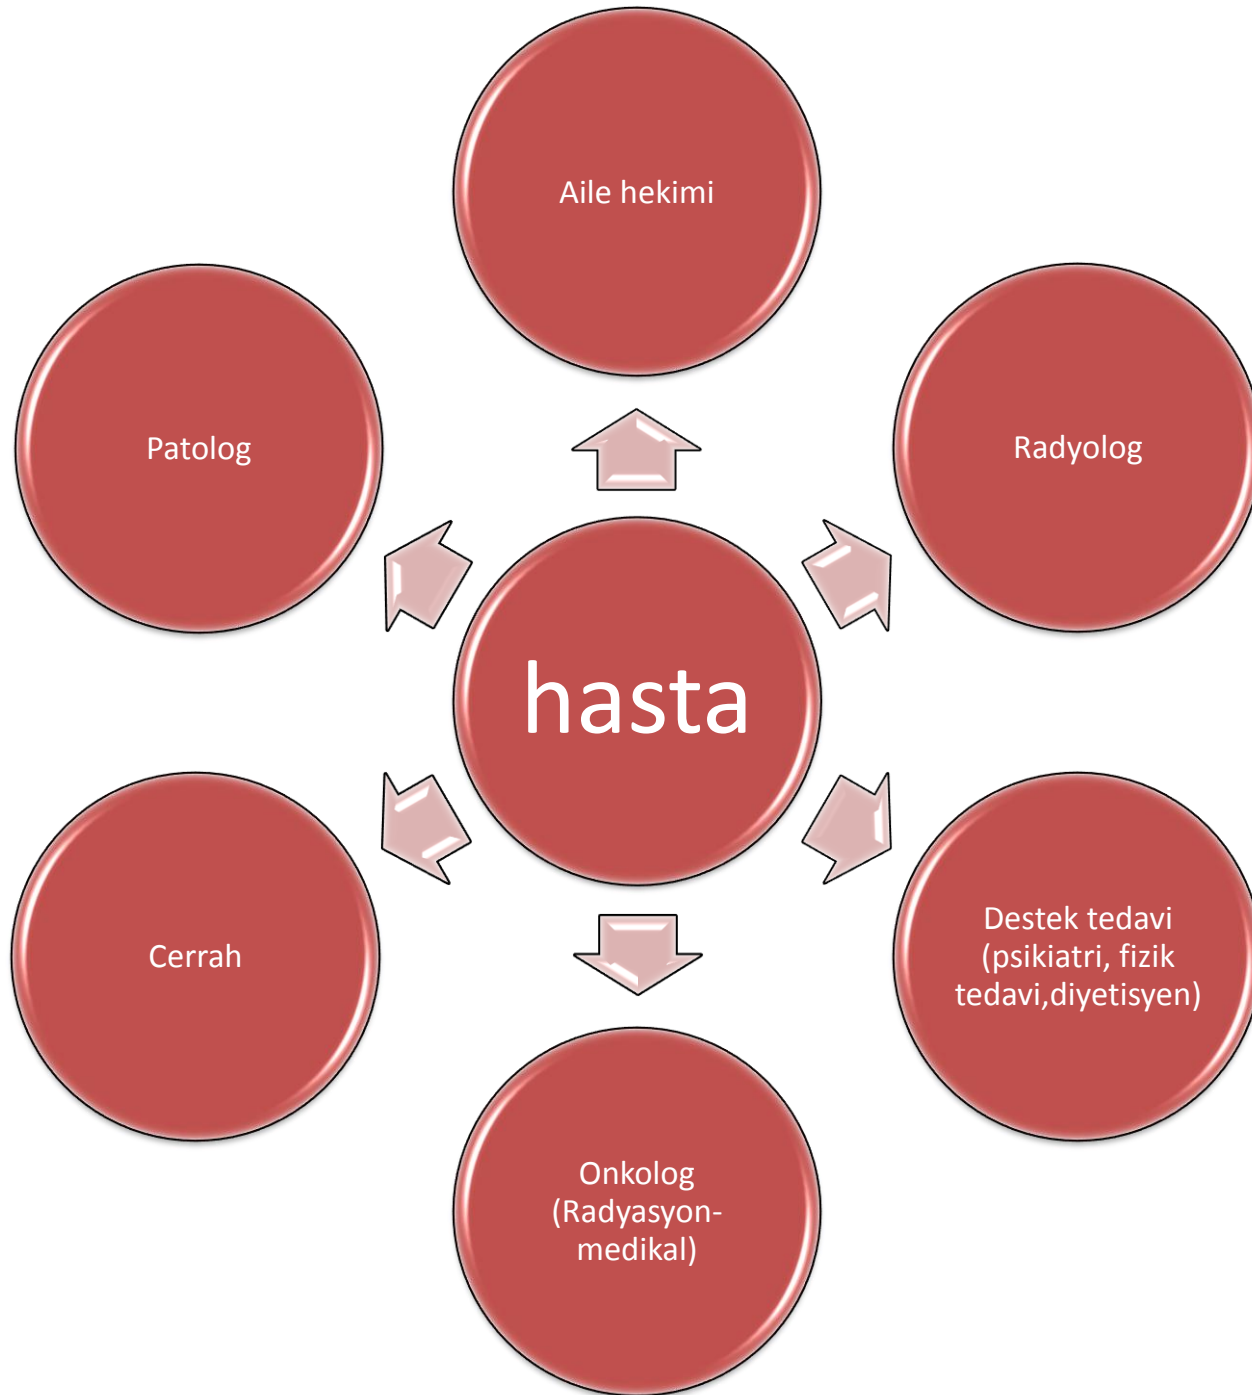 Aile hekimi
Patolog
Radyolog
hasta
Cerrah
Destek tedavi
(psikiatri, fizik
tedavi,diyetisyen)
Onkolog
(Radyasyon-
medikal)